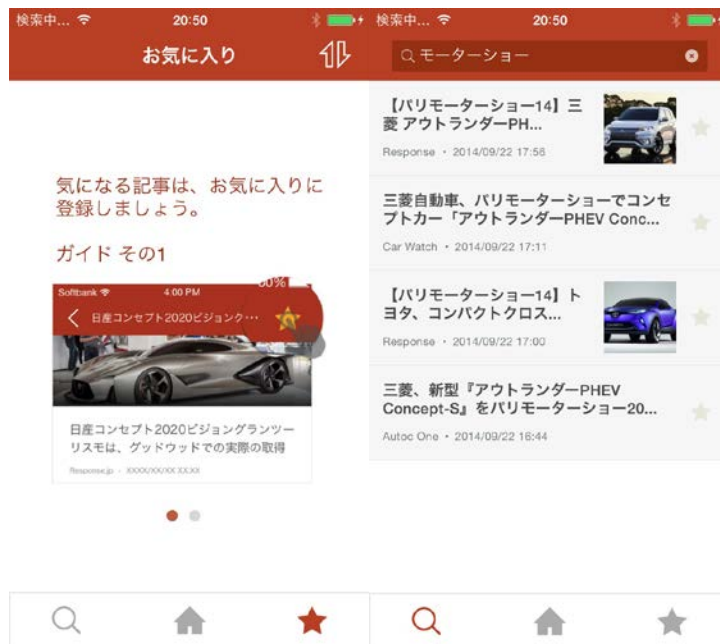 検索中...
20:50
お気に入り
気になる記事は、お気に入りに
登録しましょう。
ガイド その1
Softbank
4:00 PM
日産コンセプト2020ビジョンク…
日産コンセプト2020ビジョングランツー
リスモは、グッドウッドでの実際の取得
Response.jp ・ XXXX/XX/XX XX:XX
検索中...
20:50
モーターショー
【パリモーターショー14】三
菱 アウトランダーPH...
Response ・ 2014/09/22 17:56
三菱自動車、パリモーターショーでコンセ
プトカー「アウトランダーPHEV Conc...
Car Watch ・ 2014/09/22 17:11
【パリモーターショー14】ト
ヨタ、コンパクトクロス...
Response ・ 2014/09/22 17:00
三菱、新型『アウトランダーPHEV
Concept-S』をパリモーターショー20...
Autoc One ・ 2014/09/22 16:44